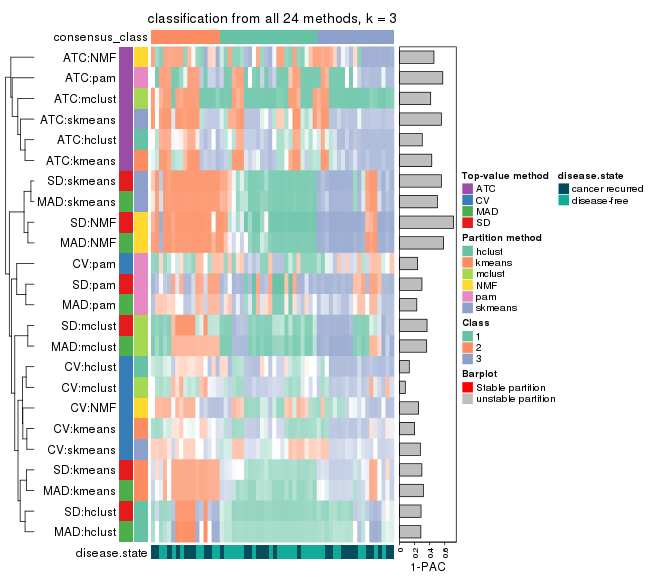 classification from all 24 methods, k = 3
consensus_class
ATC:NMF
ATC:pam
ATC:mclust
ATC:skmeans
ATC:hclust
ATC:kmeans
SD:skmeans
MAD:skmeans
SD:NMF
MAD:NMF
CV:pam
SD:pam
MAD:pam
SD:mclust
MAD:mclust
CV:hclust
CV:mclust
CV:NMF
CV:kmeans
CV:skmeans
SD:kmeans
MAD:kmeans
SD:hclust
MAD:hclust
disease.state
0 0.2 0.4 0.6
1-PAC
Top-value method
ATC
CV
MAD
SD
Partition method
hclust
kmeans
mclust
NMF
pam
skmeans
Class
1
2
3
Barplot
Stable partition
unstable partition
disease.state
cancer recurred
disease-free